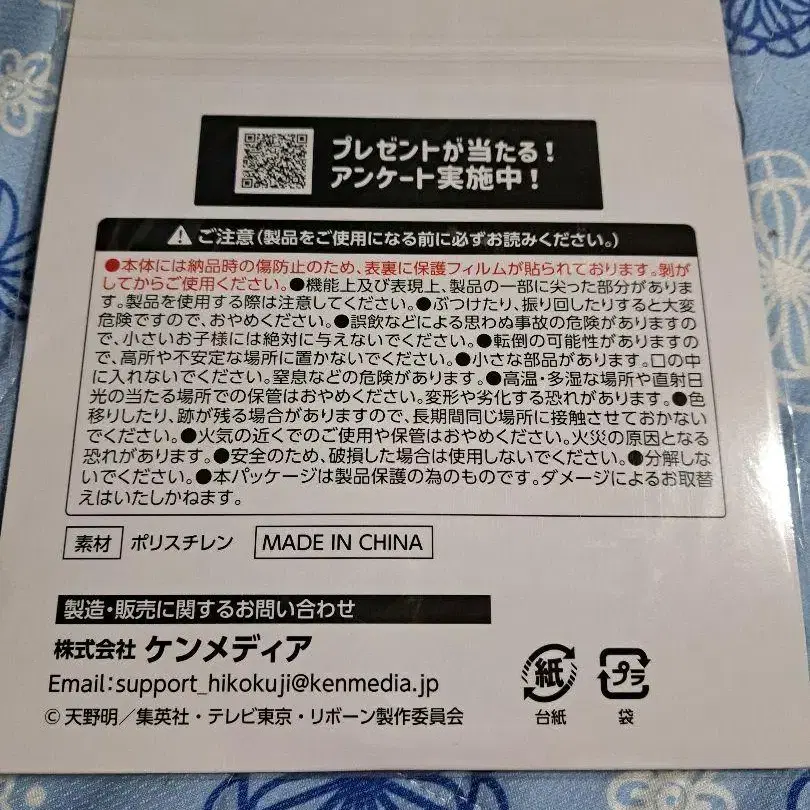 プレゼントが当たる!
アンケート実施中!
ご注意(製品をご使用になる前に必ずお読みください。)
●本体には納品時の傷防止のため、表裏に保護フィルムが貼られております。剝が
してからご使用ください。●機能上及び表現上、製品の一部に尖った部分がありま
す。製品を使用する際は注意してください。●ぶつけたり、振り回したりすると大変
危険ですので、おやめください。●誤飲などによる思わぬ事故の危険がありますの
で、小さいお子様には絶対に与えないでください。●転倒の可能性がありますの
で、高所や不安定な場所に置かないでください。●小さな部品があります。口の中
に入れないでください。窒息などの危険があります。●高温・多湿な場所や直射日
光の当たる場所での保管はおやめください。変形や劣化する恐れがあります。●色
移りしたり、跡が残る場合がありますので、長期間同じ場所に接触させておかない
でください。●火気の近くでのご使用や保管はおやめください。火災の原因となる
恐れがあります。●安全のため、破損した場合は使用しないでください。●分解しな
いでください。●本パッケージは製品保護の為のものです。ダメージによるお取替
えはいたしかねます。
素材 ポリスチレン MADE IN CHINA
製造・販売に関するお問い合わせ
株式会社 ケンメディア
Email:support_hikokuji@kenmedia.jp
©天野明/集英社・テレビ東京・リボーン製作委員会
紙 プラ
台紙 袋